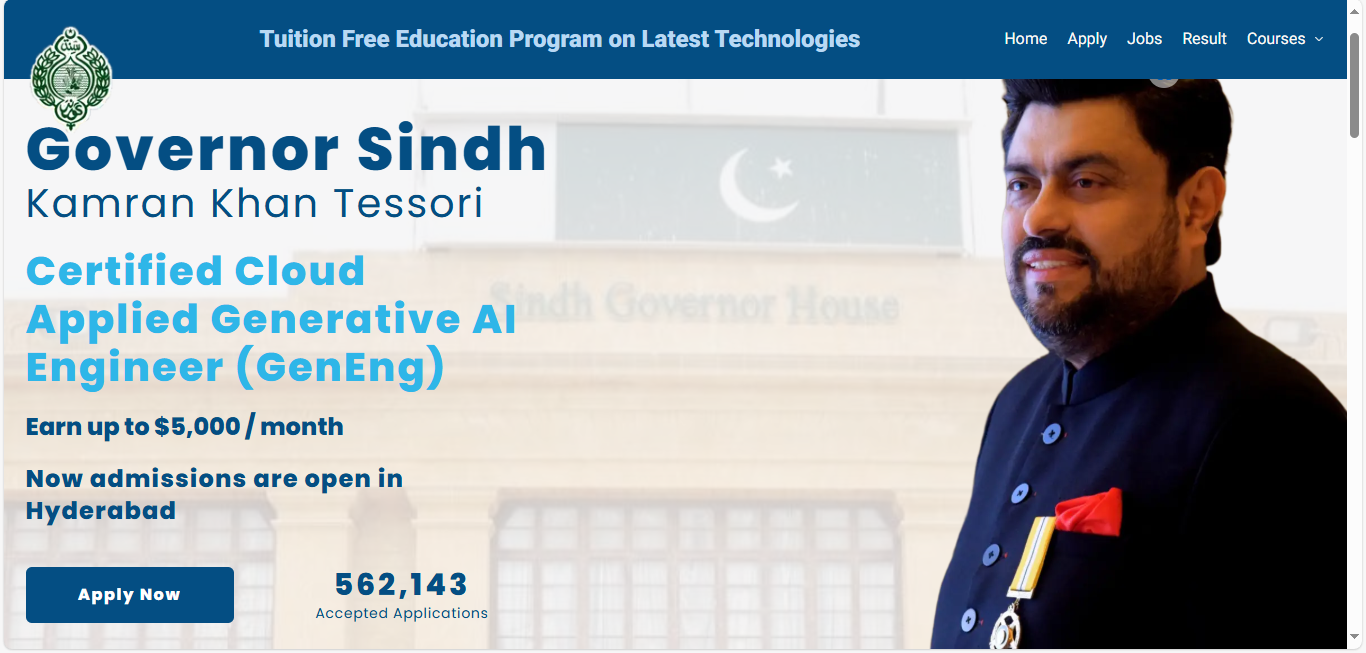 Tuition Free Education Program on Latest Technologies
Home Apply Jobs Result Courses
Governor Sindh
Kamran Khan Tessori
Certified Cloud
Applied Generative AI
Engineer (GenEng)
Sindh Governor House
Earn up to $5,000 / month
Now admissions are open in
Hyderabad
Apply Now
562,143
Accepted Applications